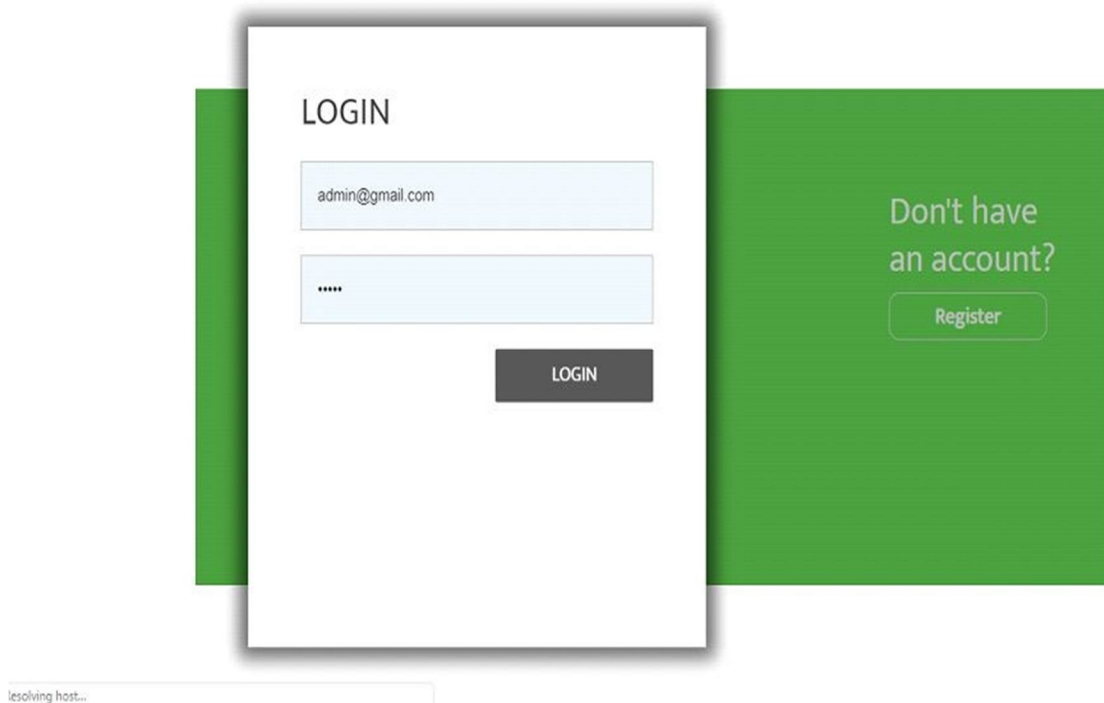 LOGIN
admin@gmail.com
•••••
LOGIN
Don't have
an account?
Register
esolving host...